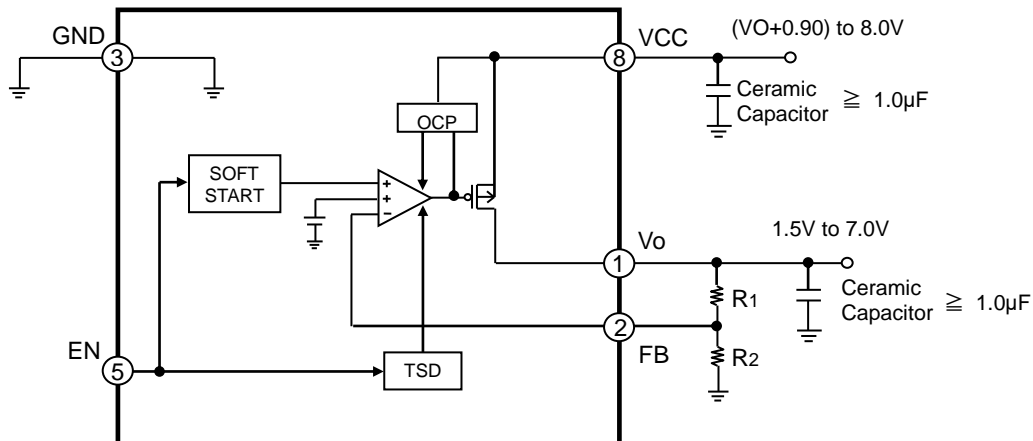 GND
3
VCC
8
(VO+0.90) to 8.0V
Ceramic
Capacitor ≧ 1.0µF
OCP
SOFT
START
+
+
−
Vo
1
1.5V to 7.0V
R1
Ceramic
Capacitor ≧ 1.0µF
2
FB
R2
EN
5
TSD